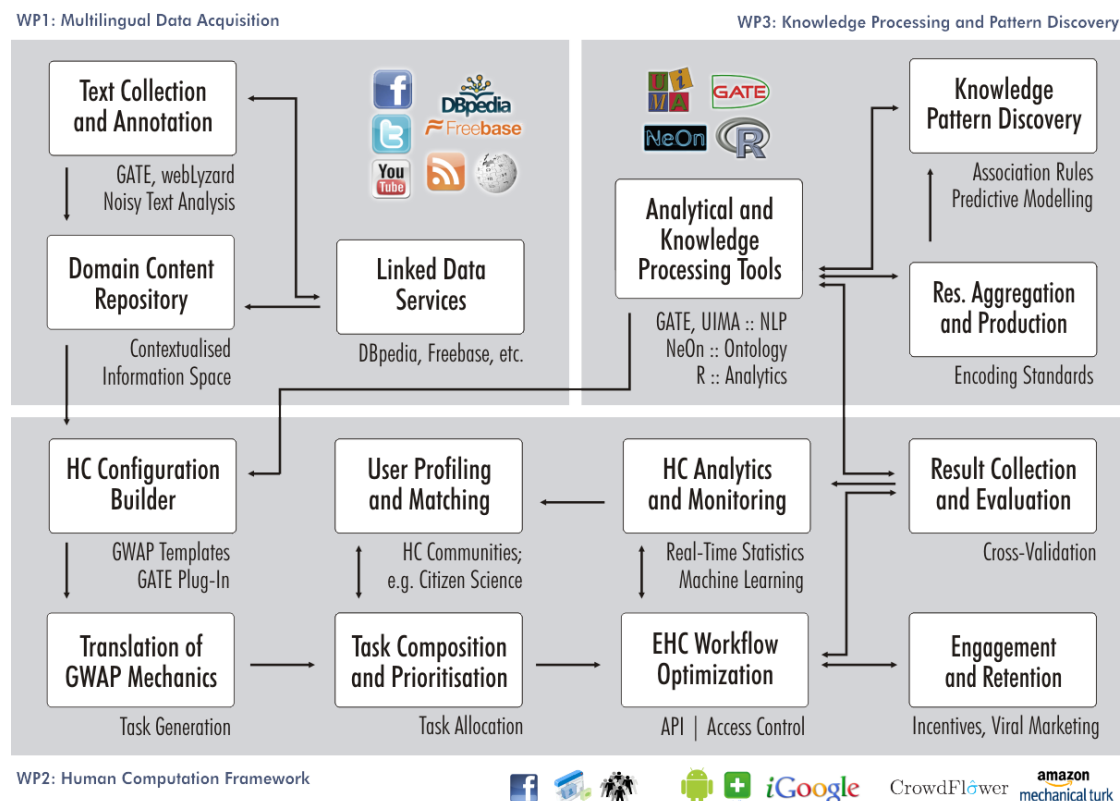 WP1: Multilingual Data Acquisition
WP3: Knowledge Processing and Pattern Discovery
Text Collection
and Annotation
GATE, webLyzard
Noisy Text Analysis
f
DBpedia
t
Freebase
You
Tube
Domain Content
Repository
Contextualised
Information Space
Linked Data
Services
DBpedia, Freebase, etc.
UiMA
GATE
NeOn
R
Analytical and
Knowledge
Processing Tools
GATE, UIMA :: NLP
NeOn :: Ontology
R :: Analytics
Knowledge
Pattern Discovery
Association Rules
Predictive Modelling
Res. Aggregation
and Production
Encoding Standards
HC Configuration
Builder
GWAP Templates
GATE Plug-In
User Profiling
and Matching
HC Communities;
e.g. Citizen Science
HC Analytics
and Monitoring
Real-Time Statistics
Machine Learning
Result Collection
and Evaluation
Cross-Validation
Translation of
GWAP Mechanics
Task Generation
Task Composition
and Prioritisation
Task Allocation
EHC Workflow
Optimization
API | Access Control
Engagement
and Retention
Incentives, Viral Marketing
WP2: Human Computation Framework
f
iGoogle
CrowdFlower
amazon
mechanical turk